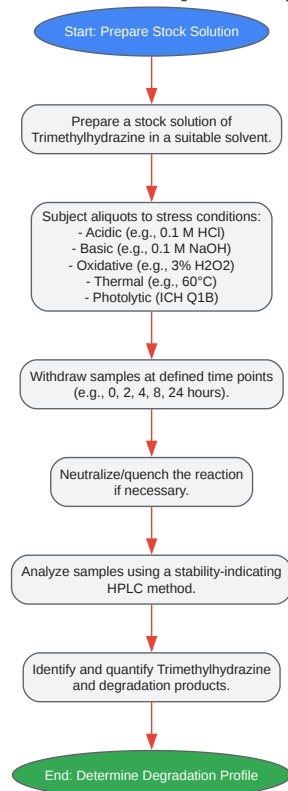 Start: Prepare Stock Solution
Prepare a stock solution of
Trimethylhydrazine in a suitable solvent.
Subject aliquots to stress conditions:
- Acidic (e.g., 0.1 M HCl)
- Basic (e.g., 0.1 M NaOH)
- Oxidative (e.g., 3% H2O2)
- Thermal (e.g., 60°C)
- Photolytic (ICH Q1B)
Withdraw samples at defined time points
(e.g., 0, 2, 4, 8, 24 hours).
Neutralize/quench the reaction
if necessary.
Analyze samples using a stability-indicating
HPLC method.
Identify and quantify Trimethylhydrazine
and degradation products.
End: Determine Degradation Profile